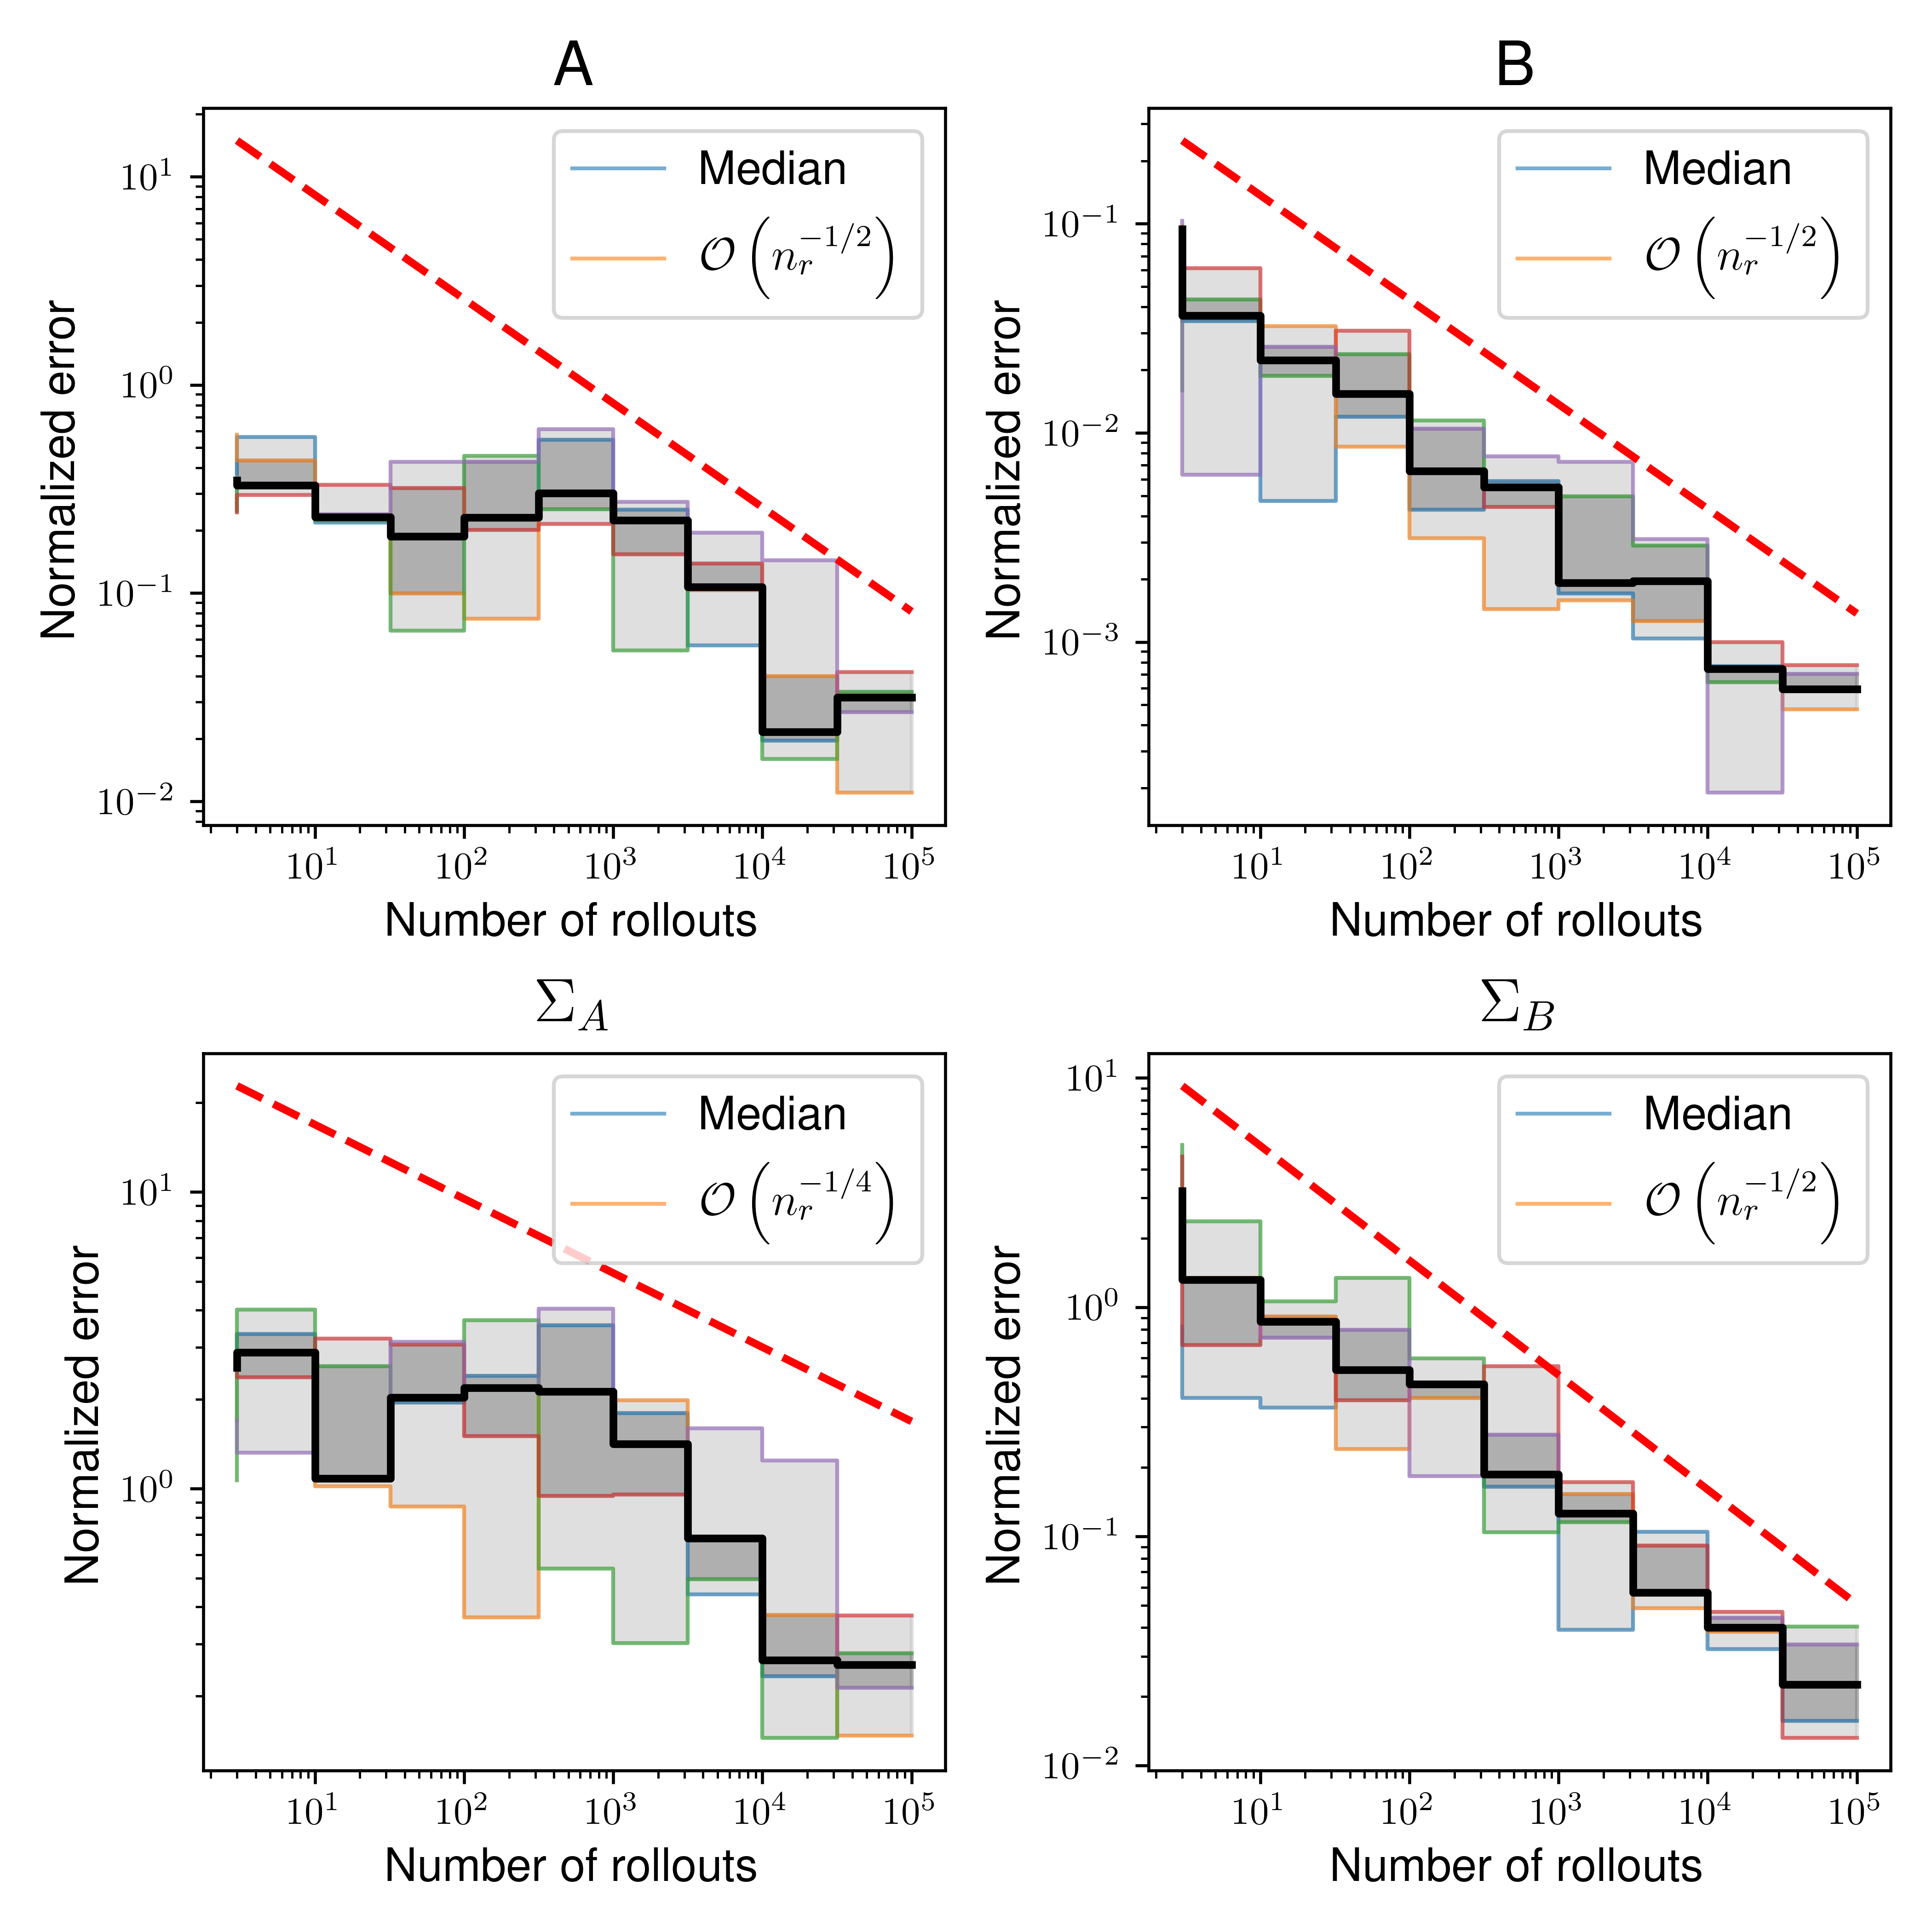 A
Normalized error
10^1
10^0
10^-1
10^-2
Median
𝒪(n_r^{-1/2})
10^1 10^2 10^3 10^4 10^5
Number of rollouts
B
Normalized error
10^-1
10^-2
10^-3
Median
𝒪(n_r^{-1/2})
10^1 10^2 10^3 10^4 10^5
Number of rollouts
Σ_A
Normalized error
10^1
10^0
Median
𝒪(n_r^{-1/4})
10^1 10^2 10^3 10^4 10^5
Number of rollouts
Σ_B
Normalized error
10^1
10^0
10^-1
10^-2
Median
𝒪(n_r^{-1/2})
10^1 10^2 10^3 10^4 10^5
Number of rollouts